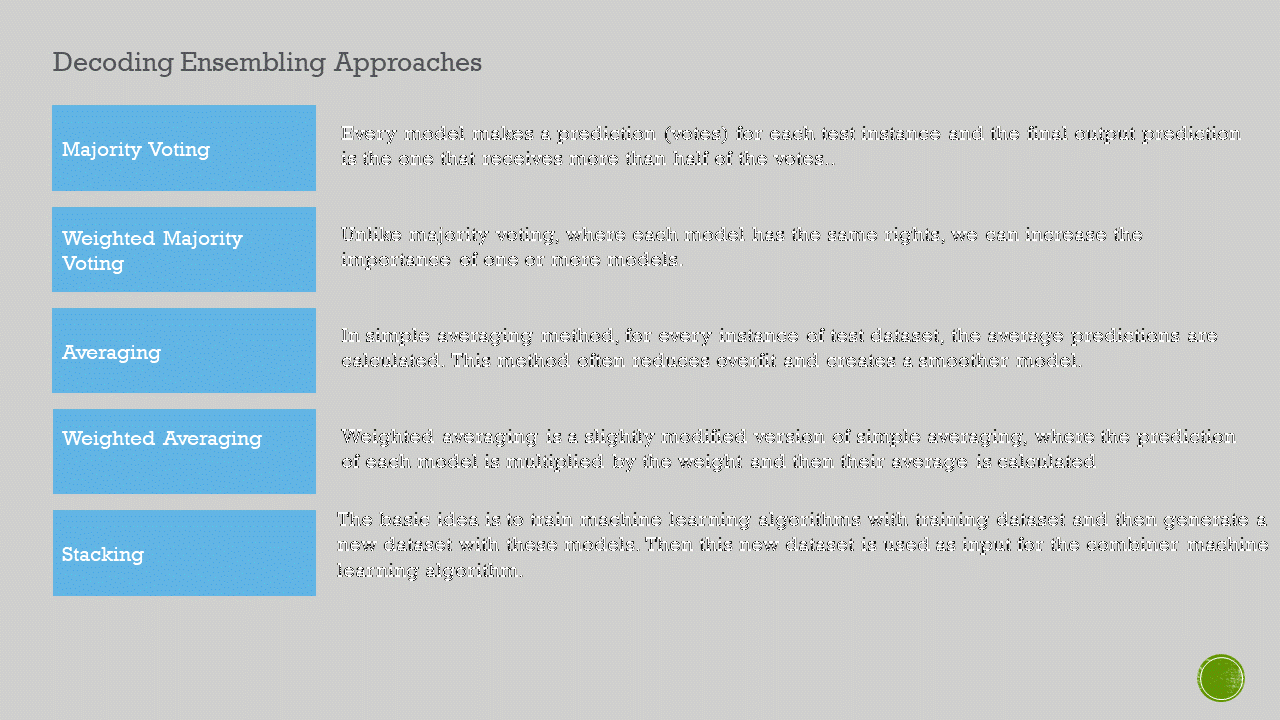 Decoding Ensembling Approaches
Majority Voting
Every model makes a prediction (votes) for each test instance and the final output prediction
is the one that receives more than half of the votes..
Weighted Majority
Voting
Unlike majority voting, where each model has the same rights, we can increase the
importance of one or more models.
Averaging
In simple averaging method, for every instance of test dataset, the average predictions are
calculated. This method often reduces overfit and creates a smoother model.
Weighted Averaging
Weighted averaging is a slightly modified version of simple averaging, where the prediction
of each model is multiplied by the weight and then their average is calculated
Stacking
The basic idea is to train machine learning algorithms with training dataset and then generate a
new dataset with these models. Then this new dataset is used as input for the combiner machine
learning algorithm.